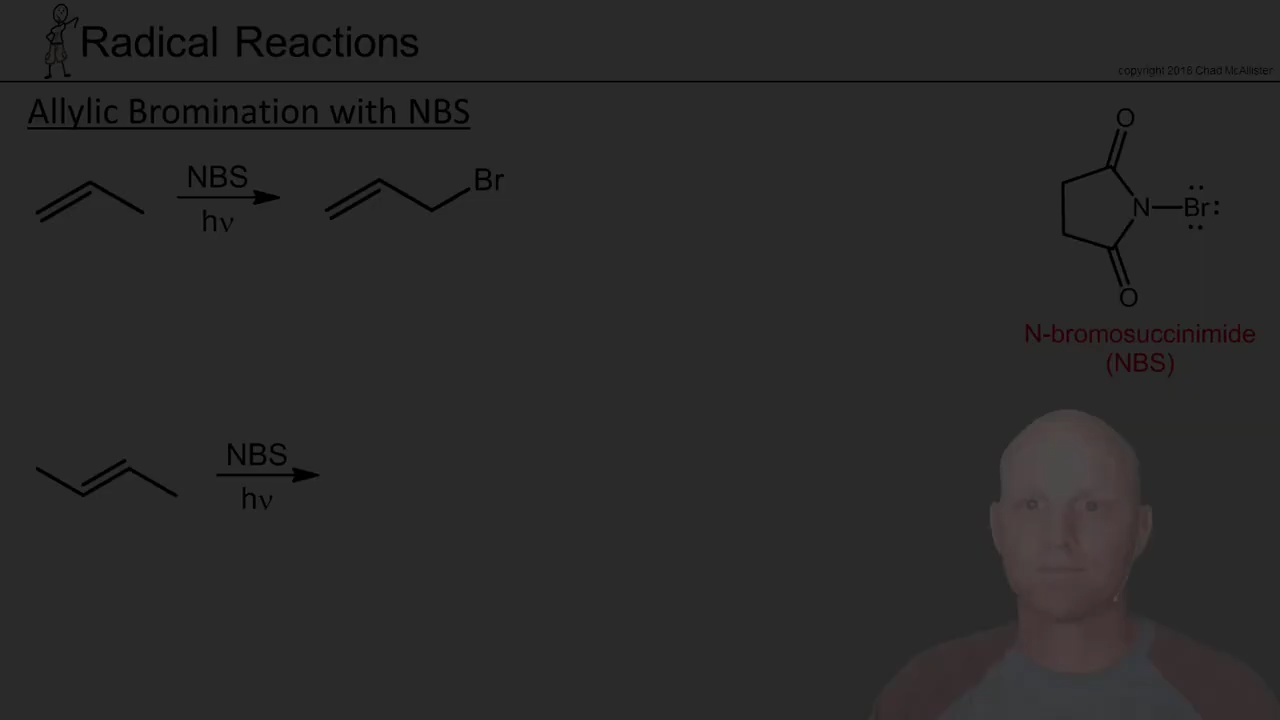 Radical Reactions
copyright 2018 Chad McAllister
Allylic Bromination with NBS
NBS
hν
Br
O
N
Br
O
N-bromosuccinimide
(NBS)
NBS
hν